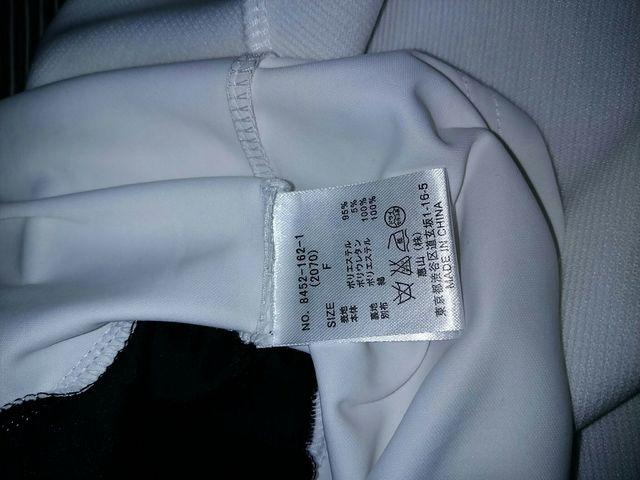 NO. 8452-162-1
(2070)
SIZE F
表地
本体 ポリエステル 95%
ポリウレタン 5%
裏地 ポリエステル 100%
別布 綿 100%
東京都渋谷区道玄坂1-16-5
MADE IN CHINA